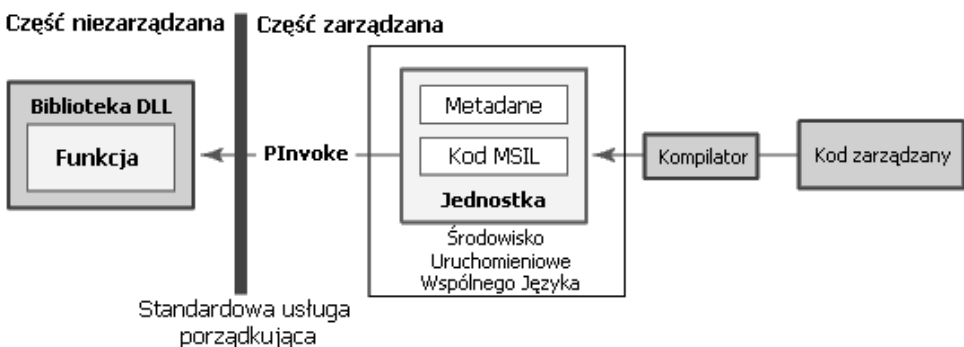 Część niezarządzana
Część zarządzana
Biblioteka DLL
Funkcja
PInvoke
Metadane
Kod MSIL
Jednostka
Środowisko
Uruchomieniowe
Wspólnego Języka
Kompilator
Kod zarządzany
Standardowa usługa
porządkująca